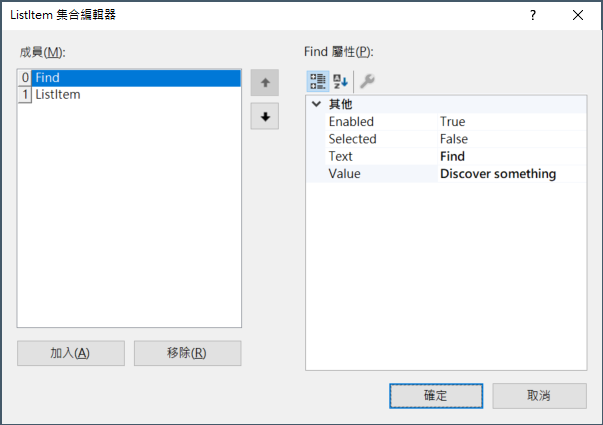 ListItem 集合編輯器
?
成員(M):
0 Find
1 ListItem
加入(A)
移除(R)
Find 屬性(P):
其他
Enabled True
Selected False
Text Find
Value Discover something
確定
取消